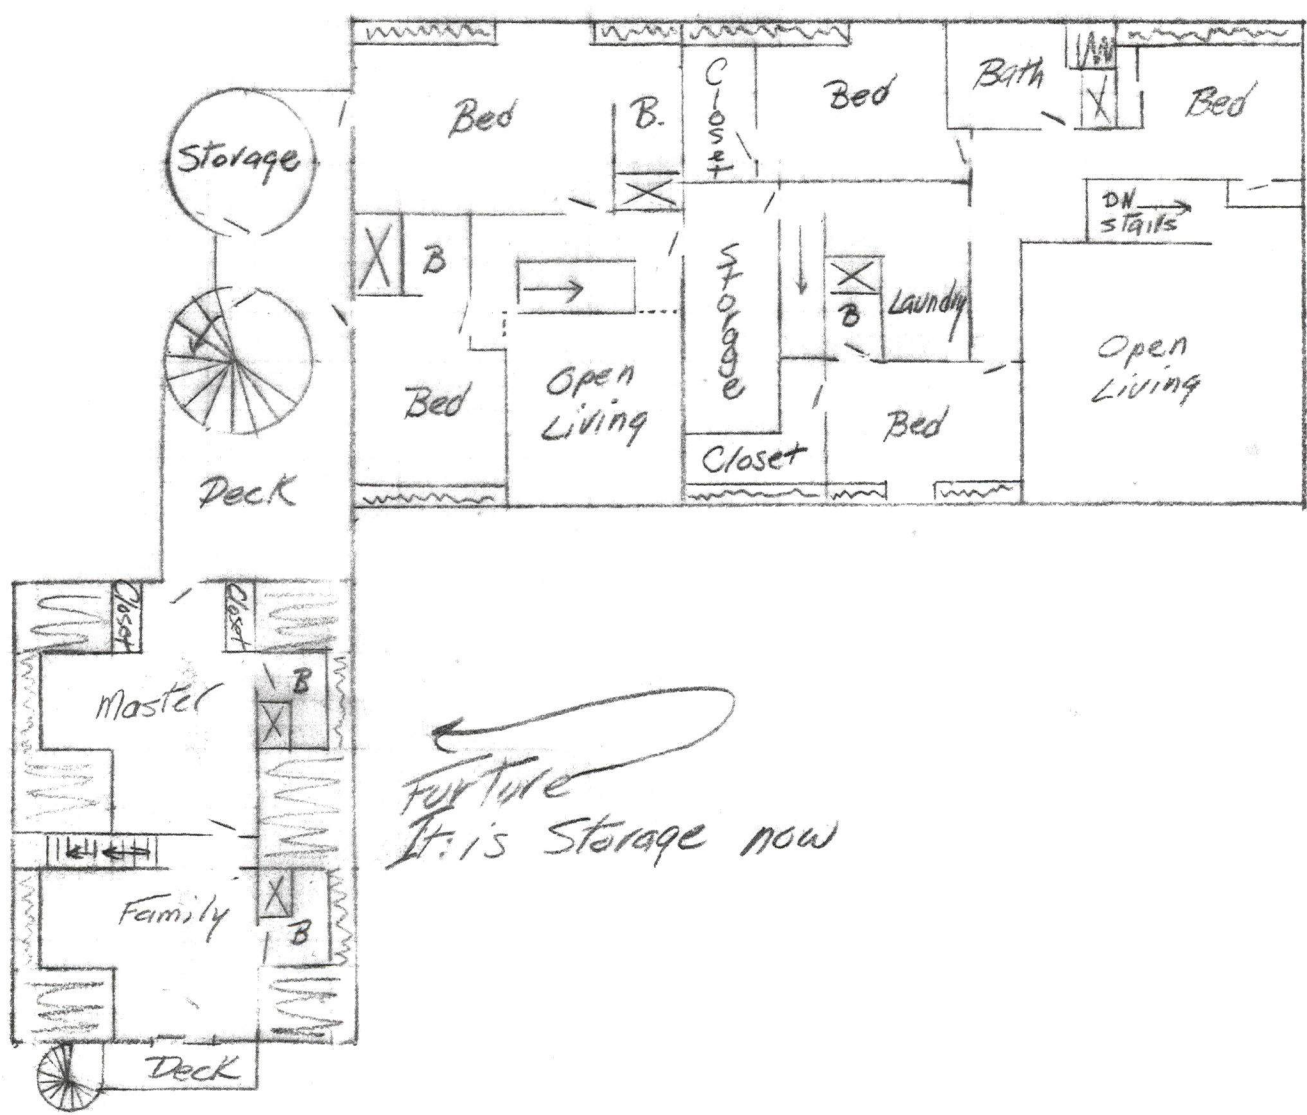 Bed
B.
Closet
Bed
Bath
Bed
Storage
DN
stairs
B
Storage
B
Laundry
Open
Living
Open
Living
Bed
Bed
Closet
Deck
Closet
Closet
Master
B
Furture
It: is Storage now
Family
B
Deck